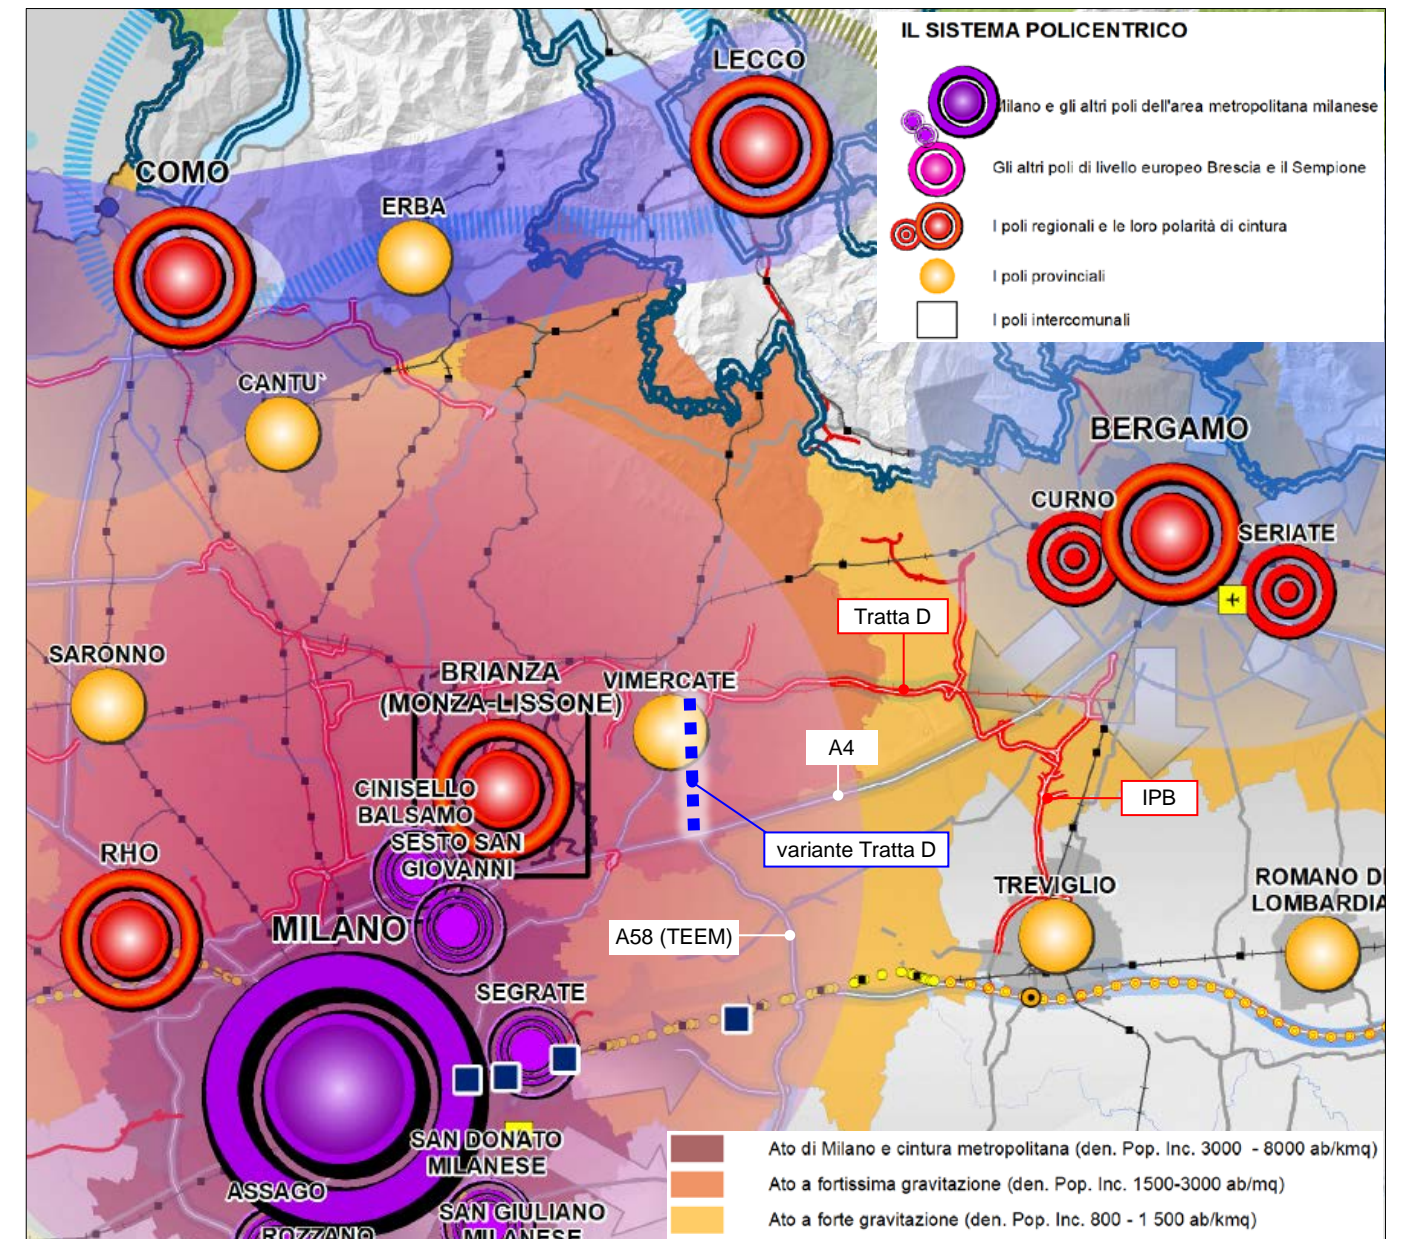 IL SISTEMA POLICENTRICO
Milano e gli altri poli dell'area metropolitana milanese
Gli altri poli di livello europeo Brescia e il Sempione
I poli regionali e le loro polarità di cintura
I poli provinciali
I poli intercomunali
LECCO
COMO
ERBA
CANTU'
BERGAMO
CURNO
SERIATE
Tratta D
SARONNO
BRIANZA
(MONZA-LISSONE)
VIMERCATE
A4
IPB
CINISELLO
BALSAMO
variante Tratta D
SESTO SAN
GIOVANNI
RHO
TREVIGLIO
ROMANO DI
LOMBARDIA
MILANO
A58 (TEEM)
SEGRATE
SAN DONATO
MILANESE
ASSAGO
SAN GIULIANO
MILANESE
ROZZANO
Ato di Milano e cintura metropolitana (den. Pop. Inc. 3000 - 8000 ab/kmq)
Ato a fortissima gravitazione (den. Pop. Inc. 1500-3000 ab/mq)
Ato a forte gravitazione (den. Pop. Inc. 800 - 1 500 ab/kmq)